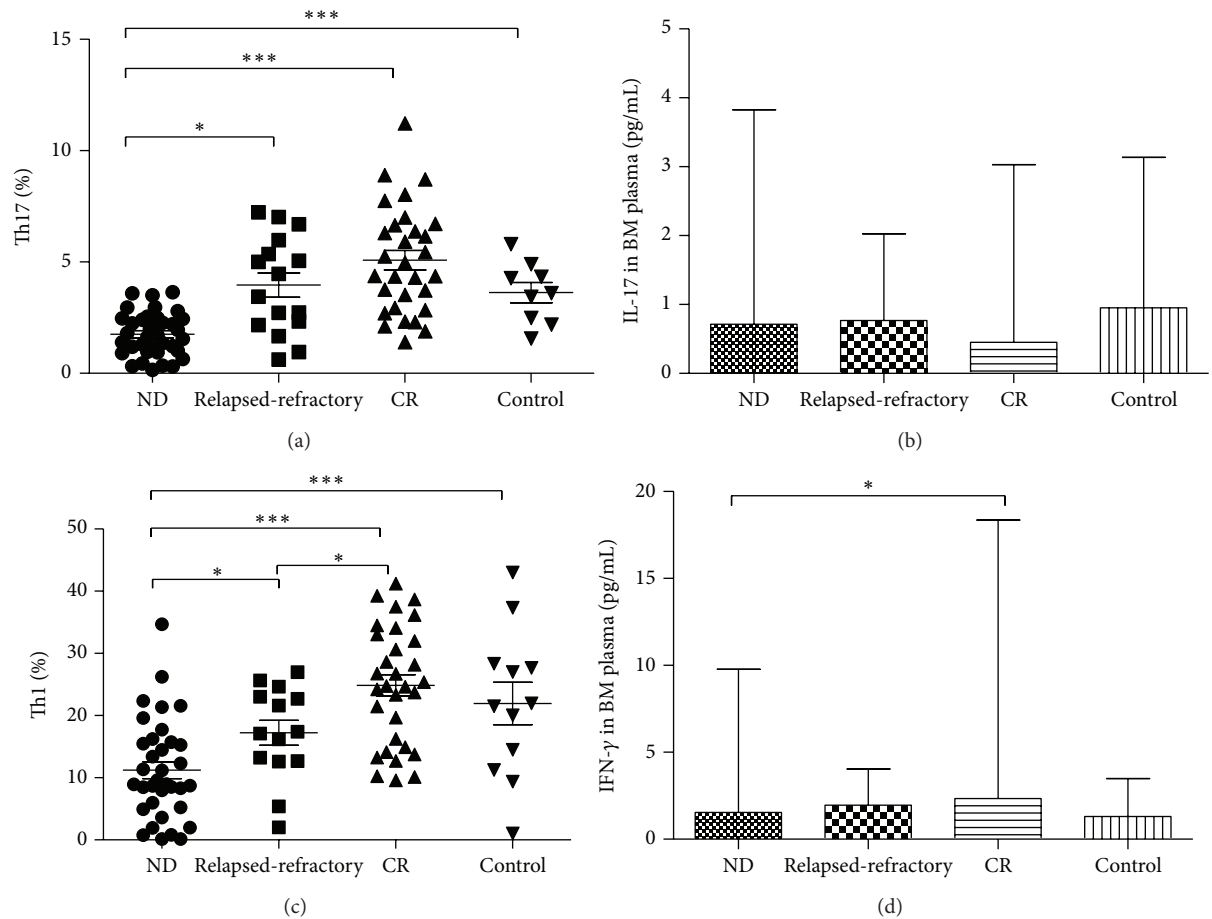 ***
***
*
15
10
5
0
Th17 (%)
ND Relapsed-refractory CR Control
(a)
5
4
3
2
1
0
IL-17 in BM plasma (pg/mL)
ND Relapsed-refractory CR Control
(b)
***
***
*
*
50
40
30
20
10
0
Th1 (%)
ND Relapsed-refractory CR Control
(c)
*
20
15
10
5
0
IFN-γ in BM plasma (pg/mL)
ND Relapsed-refractory CR Control
(d)